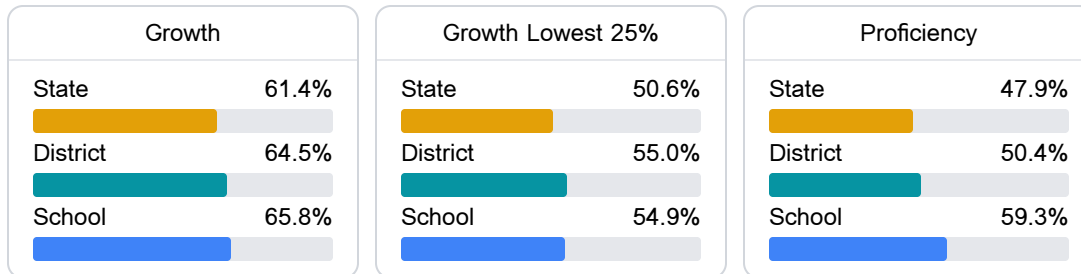 Growth
State 61.4%
District 64.5%
School 65.8%
Growth Lowest 25%
State 50.6%
District 55.0%
School 54.9%
Proficiency
State 47.9%
District 50.4%
School 59.3%